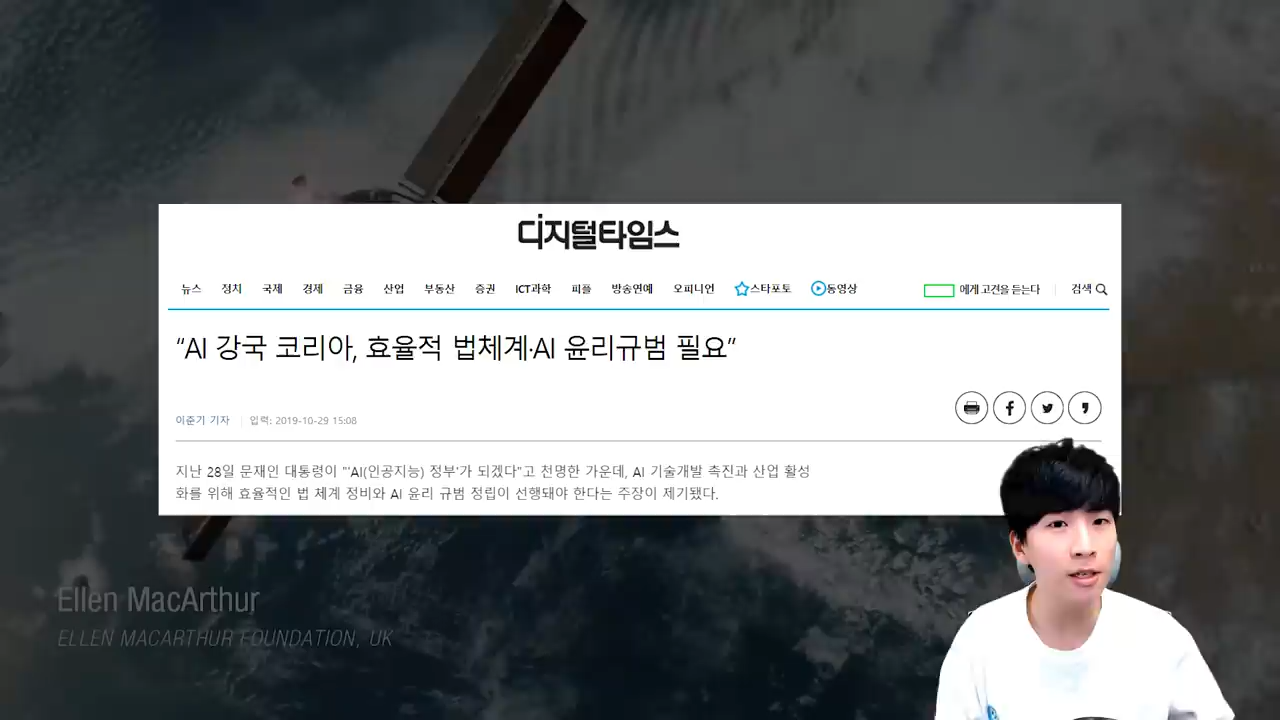 디지털타임스
뉴스 정치 국제 경제 금융 산업 부동산 증권 ICT과학 피플 방송연예 오피니언 스타포토 동영상 에게 고견을 듣는다 검색
“AI 강국 코리아, 효율적 법체계·AI 윤리규범 필요”
이준기 기자 입력: 2019-10-29 15:08
지난 28일 문재인 대통령이 "'AI(인공지능) 정부'가 되겠다"고 천명한 가운데, AI 기술개발 촉진과 산업 활성
화를 위해 효율적인 법 체계 정비와 AI 윤리 규범 정립이 선행돼야 한다는 주장이 제기됐다.
Ellen MacArthur
ELLEN MACARTHUR FOUNDATION, UK